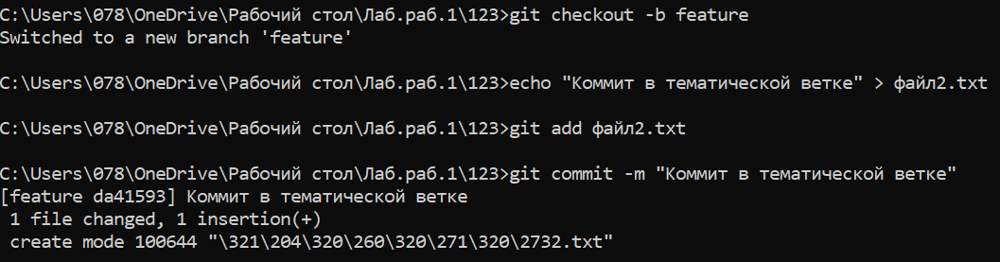 C:\Users\078\OneDrive\Рабочий стол\Лаб.раб.1\123>git checkout -b feature
Switched to a new branch 'feature'
C:\Users\078\OneDrive\Рабочий стол\Лаб.раб.1\123>echo "Коммит в тематической ветке" > файл2.txt
C:\Users\078\OneDrive\Рабочий стол\Лаб.раб.1\123>git add файл2.txt
C:\Users\078\OneDrive\Рабочий стол\Лаб.раб.1\123>git commit -m "Коммит в тематической ветке"
[feature da41593] Коммит в тематической ветке
1 file changed, 1 insertion(+)
create mode 100644 "\321\204\320\260\320\271\320\2732.txt"